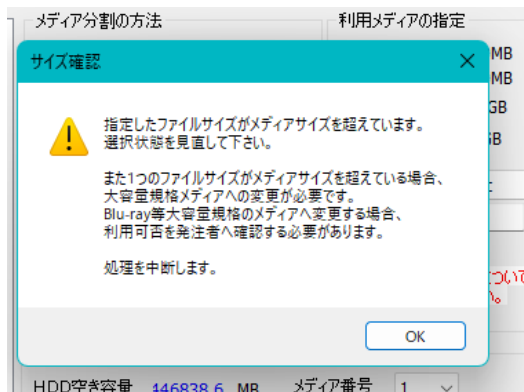 メディア分割の方法
利用メディアの指定
サイズ確認
MB
MB
GB
指定したファイルサイズがメディアサイズを超えています。
選択状態を見直して下さい。
また1つのファイルサイズがメディアサイズを超えている場合、
大容量規格メディアへの変更が必要です。
Blu-ray等大容量規格のメディアへ変更する場合、
利用可否を発注者へ確認する必要があります。
処理を中断します。
OK
HDD空き容量 446838.6 MB メディア番号 1